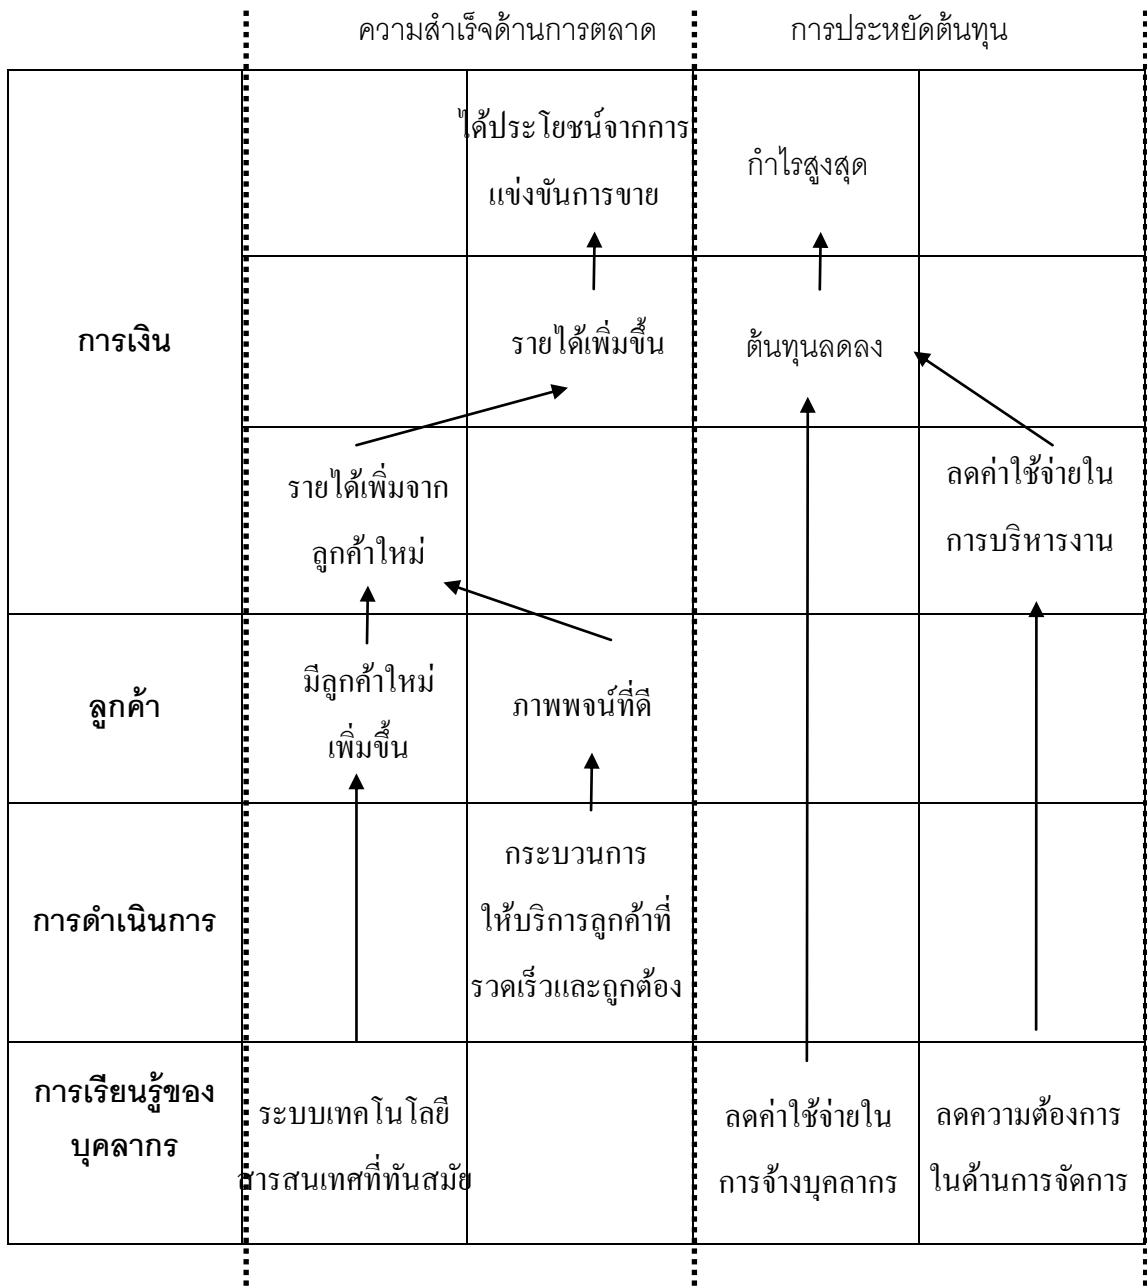 ความสำเร็จด้านการตลาด
การประหยัดต้นทุน
ได้ประโยชน์จากการ
แข่งขันการขาย
กำไรสูงสุด
การเงิน
รายได้เพิ่มขึ้น
ต้นทุนลดลง
รายได้เพิ่มจาก
ลูกค้าใหม่
ลดค่าใช้จ่ายใน
การบริหารงาน
ลูกค้า
มีลูกค้าใหม่
เพิ่มขึ้น
ภาพพจน์ที่ดี
การดำเนินการ
กระบวนการ
ให้บริการลูกค้าที่
รวดเร็วและถูกต้อง
การเรียนรู้ของ
บุคลากร
ระบบเทคโนโลยี
สารสนเทศที่ทันสมัย
ลดค่าใช้จ่ายใน
การจ้างบุคลากร
ลดความต้องการ
ในด้านการจัดการ